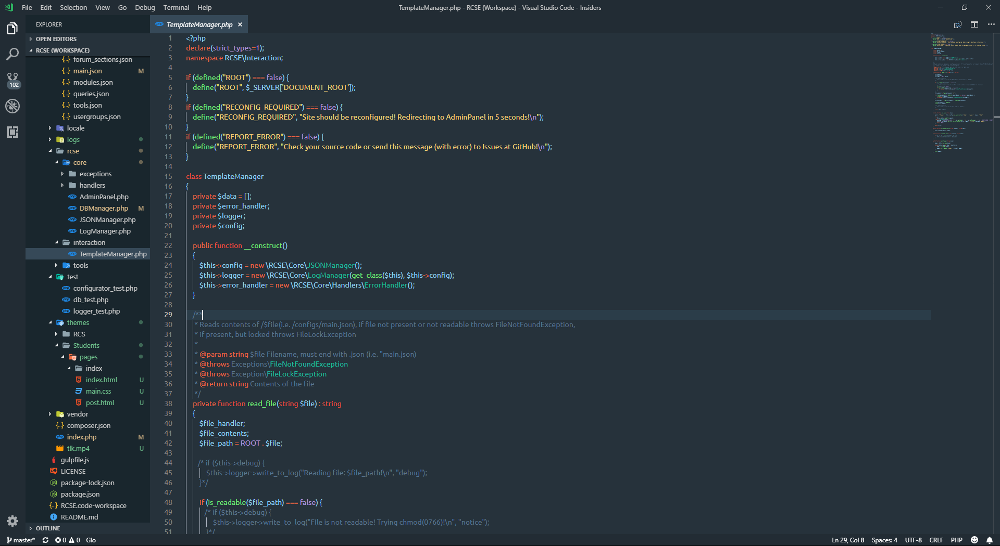 File Edit Selection View Go Debug Terminal Help
TemplateManager.php - RCSE (Workspace) - Visual Studio Code - Insiders
EXPLORER
OPEN EDITORS
RCSE (WORKSPACE)
{..} forum_sections.json
{..} main.json M
{..} modules.json
{..} queries.json
{..} tools.json
{..} usergroups.json
locale
logs
rcse
core
exceptions
handlers
AdminPanel.php
DBManager.php M
JSONManager.php
LogManager.php
interaction
TemplateManager.php
tools
test
configurator_test.php
db_test.php
logger_test.php
themes
RCS
Students
pages
index
index.html U
main.css U
post.html U
vendor
{..} composer.json
index.php M
tlk.mp4 U
gulpfile.js
LICENSE
package-lock.json
package.json
{..} RCSE.code-workspace
README.md
OUTLINE
102
TemplateManager.php ×
1 <?php
2 declare(strict_types=1);
3 namespace RCSE\Interaction;
4
5 if (defined("ROOT") === false) {
6 define("ROOT", $_SERVER['DOCUMENT_ROOT']);
7 }
8 if (defined("RECONFIG_REQUIRED") === false) {
9 define("RECONFIG_REQUIRED", "Site should be reconfigured! Redirecting to AdminPanel in 5 seconds!\n");
10 }
11 if (defined("REPORT_ERROR") === false) {
12 define("REPORT_ERROR", "Check your source code or send this message (with error) to Issues at GitHub!\n");
13 }
14
15 class TemplateManager
16 {
17 private $data = [];
18 private $error_handler;
19 private $logger;
20 private $config;
21
22 public function __construct()
23 {
24 $this->config = new \RCSE\Core\JSONManager();
25 $this->logger = new \RCSE\Core\LogManager(get_class($this), $this->config);
26 $this->error_handler = new \RCSE\Core\Handlers\ErrorHandler();
27 }
28
29 /**
30 * Reads contents of /$file(i.e. /configs/main.json), if file not present or not readable throws FileNotFoundException,
31 * if present, but locked throws FileLockException
32 *
33 * @param string $file Filename, must end with .json (i.e. "main.json)
34 * @throws Exceptions\FileNotFoundException
35 * @throws Exception\FileLockException
36 * @return string Contents of the file
37 */
38 private function read_file(string $file) : string
39 {
40 $file_handler;
41 $file_contents;
42 $file_path = ROOT . $file;
43
44 /* if ($this->debug) {
45 $this->logger->write_to_log("Reading file: $file_path!\n", "debug");
46 }*/
47
48 if (is_readable($file_path) === false) {
49 /* if ($this->debug) {
50 $this->logger->write_to_log("FIle is not readable! Trying chmod(0766)!\n", "notice");
51 }*/
master* 0 0 Glo
Ln 29, Col 8 Spaces: 4 UTF-8 CRLF PHP